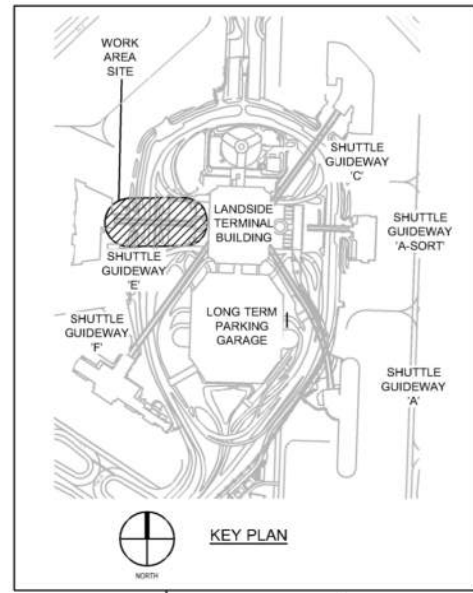 WORK
AREA
SITE
SHUTTLE
GUIDEWAY
'C'
LANDSIDE
TERMINAL
BUILDING
SHUTTLE
GUIDEWAY
'A-SORT'
SHUTTLE
GUIDEWAY
'E'
SHUTTLE
GUIDEWAY
'F'
LONG TERM
PARKING
GARAGE
SHUTTLE
GUIDEWAY
'A'
KEY PLAN
NORTH